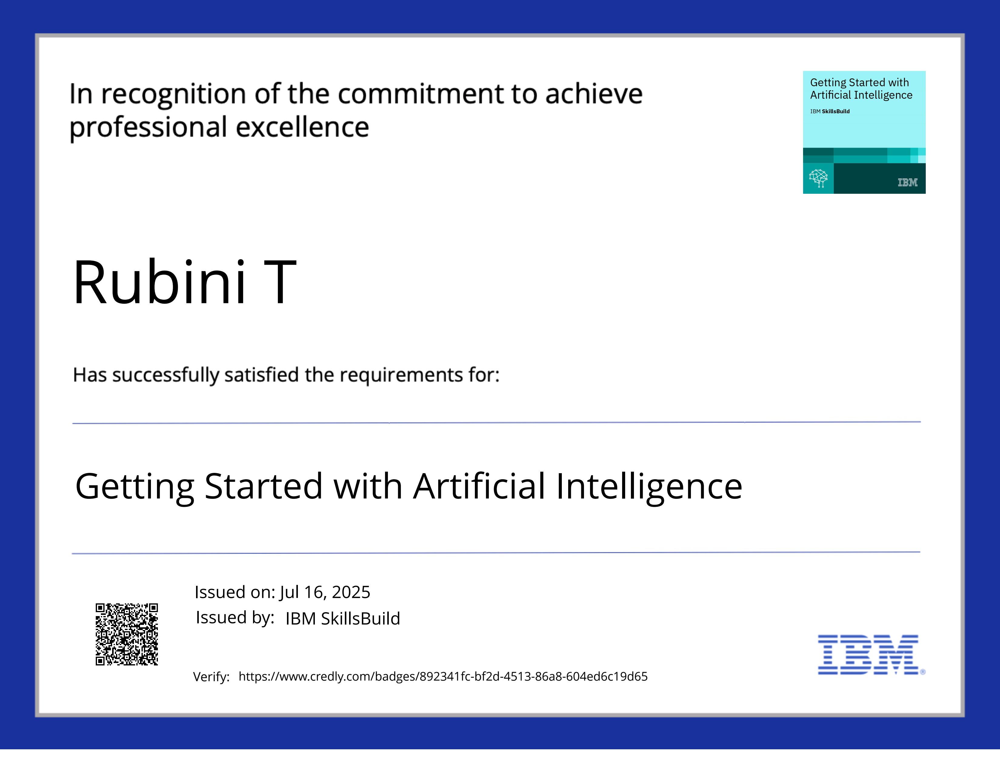 In recognition of the commitment to achieve
professional excellence
Getting Started with
Artificial Intelligence
IBM SkillsBuild
IBM
Rubini T
Has successfully satisfied the requirements for:
Getting Started with Artificial Intelligence
Issued on: Jul 16, 2025
Issued by: IBM SkillsBuild
Verify: https://www.credly.com/badges/892341fc-bf2d-4513-86a8-604ed6c19d65
IBM®